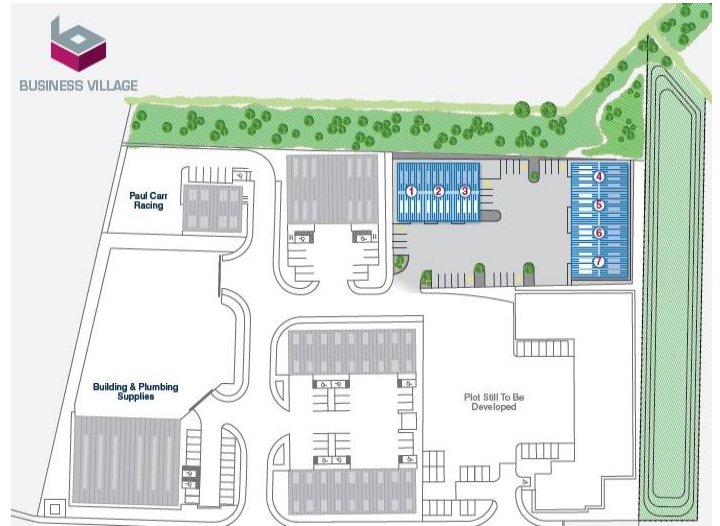 BUSINESS VILLAGE
Paul Carr
Racing
1
2
3
4
5
6
7
Building & Plumbing
Supplies
Plot Still To Be
Developed